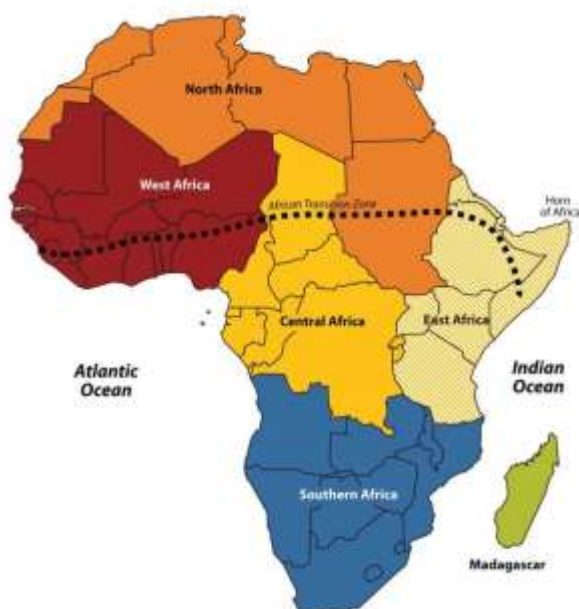 North Africa
West Africa
African Transition Zone
Horn
of Africa
Central Africa
East Africa
Atlantic
Ocean
Indian
Ocean
Southern Africa
Madagascar